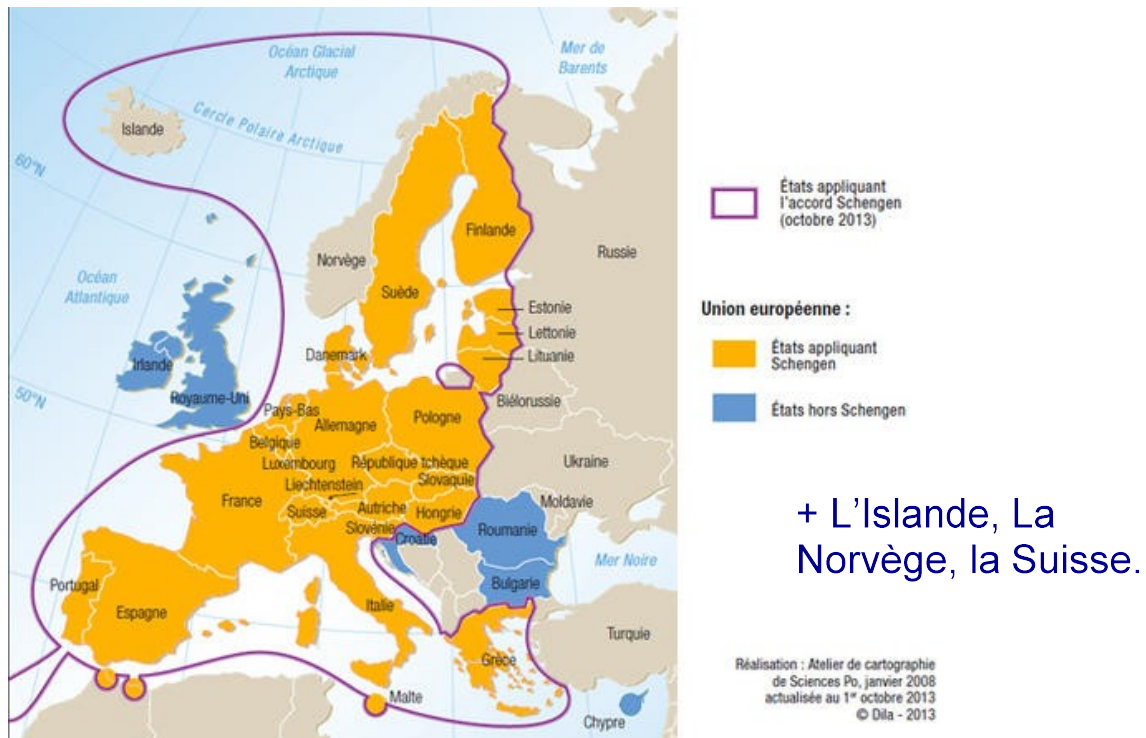 Océan Glacial
Arctique
Mer de
Barents
Islande
Cercle Polaire Arctique
60°N
Océan
Atlantique
Norvège
Finlande
Russie
Suède
Estonie
Lettonie
Lituanie
Danemark
Irlande
Royaume-Uni
50°N
Pays-Bas
Allemagne
Pologne
Biélorussie
Belgique
Luxembourg
République tchèque
Ukraine
Liechtenstein
Slovaquie
France
Suisse
Autriche
Hongrie
Moldavie
Slovénie
Croatie
Roumanie
Mer Noire
Bulgarie
Portugal
Espagne
Italie
Turquie
Grèce
Malte
Chypre
États appliquant
l'accord Schengen
(octobre 2013)
Union européenne :
États appliquant
Schengen
États hors Schengen
+ L'Islande, La
Norvège, la Suisse.
Réalisation : Atelier de cartographie
de Sciences Po, janvier 2008
actualisée au 1er octobre 2013
© Dila - 2013